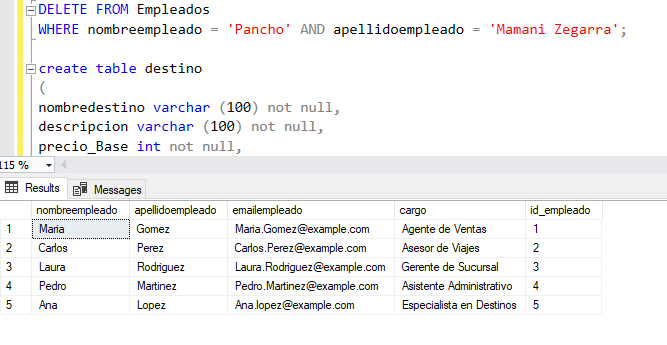 DELETE FROM Empleados
WHERE nombreempleado = 'Pancho' AND apellidoempleado = 'Mamani Zegarra';
create table destino
(
nombredestino varchar (100) not null,
descripcion varchar (100) not null,
precio_Base int not null,
115 %
Results Messages
nombreempleado apellidoempleado emailempleado cargo id_empleado
1 Maria Gomez Maria.Gomez@example.com Agente de Ventas 1
2 Carlos Perez Carlos.Perez@example.com Asesor de Viajes 2
3 Laura Rodriguez Laura.Rodriguez@example.com Gerente de Sucursal 3
4 Pedro Martinez Pedro.Martinez@example.com Asistente Administrativo 4
5 Ana Lopez Ana.lopez@example.com Especialista en Destinos 5